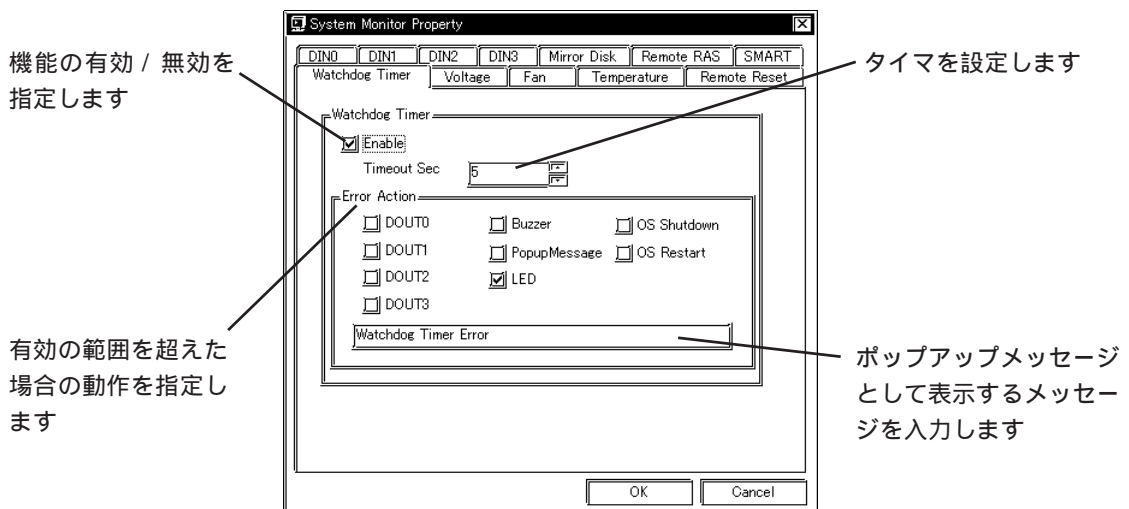 System Monitor Property
機能の有効 / 無効を
指定します
DIN0 DIN1 DIN2 DIN3 Mirror Disk Remote RAS SMART
Watchdog Timer Voltage Fan Temperature Remote Reset
タイマを設定します
Watchdog Timer
Enable
Timeout Sec 5
Error Action
DOUT0 Buzzer OS Shutdown
DOUT1 PopupMessage OS Restart
DOUT2 LED
DOUT3
Watchdog Timer Error
有効の範囲を超えた
場合の動作を指定し
ます
ポップアップメッセージ
として表示するメッセー
ジを入力します
OK Cancel